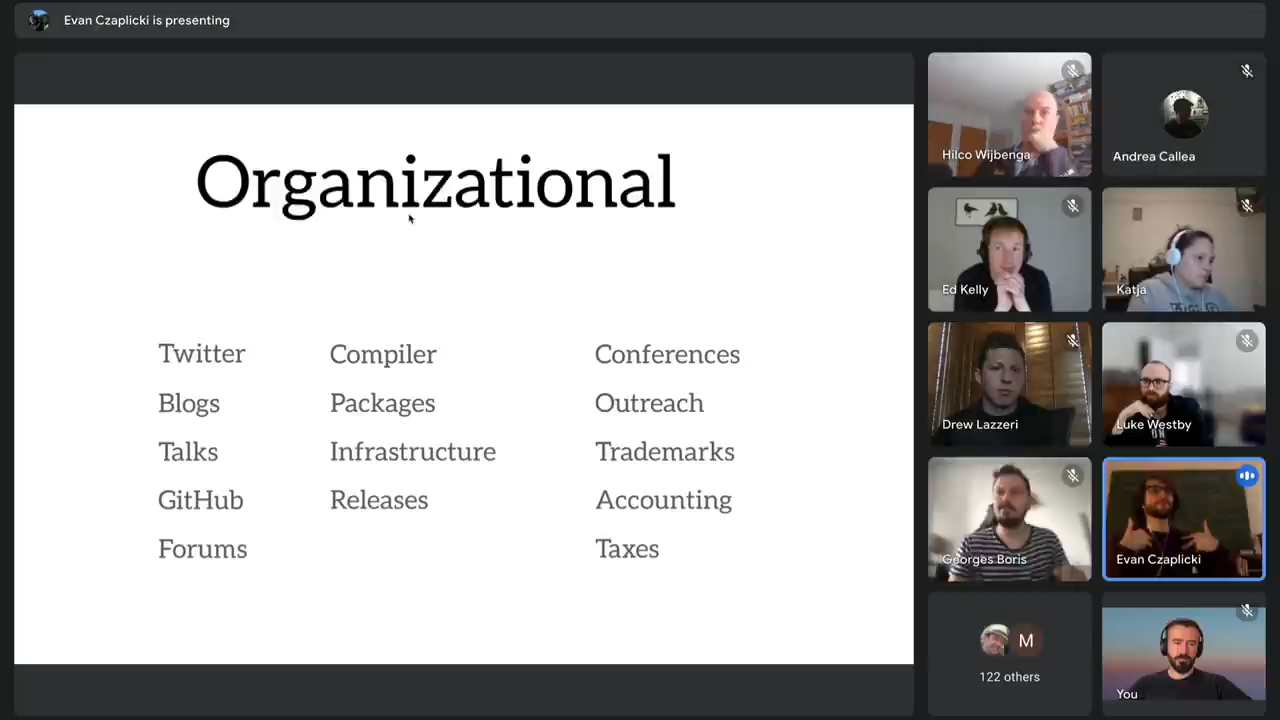 Evan Czaplicki is presenting
Organizational
Twitter
Blogs
Talks
GitHub
Forums
Compiler
Packages
Infrastructure
Releases
Conferences
Outreach
Trademarks
Accounting
Taxes
Hilco Wijbenga
Andrea Callea
Ed Kelly
Katja
Drew Lazzeri
Luke Westby
Georges Boris
Evan Czaplicki
M
122 others
You